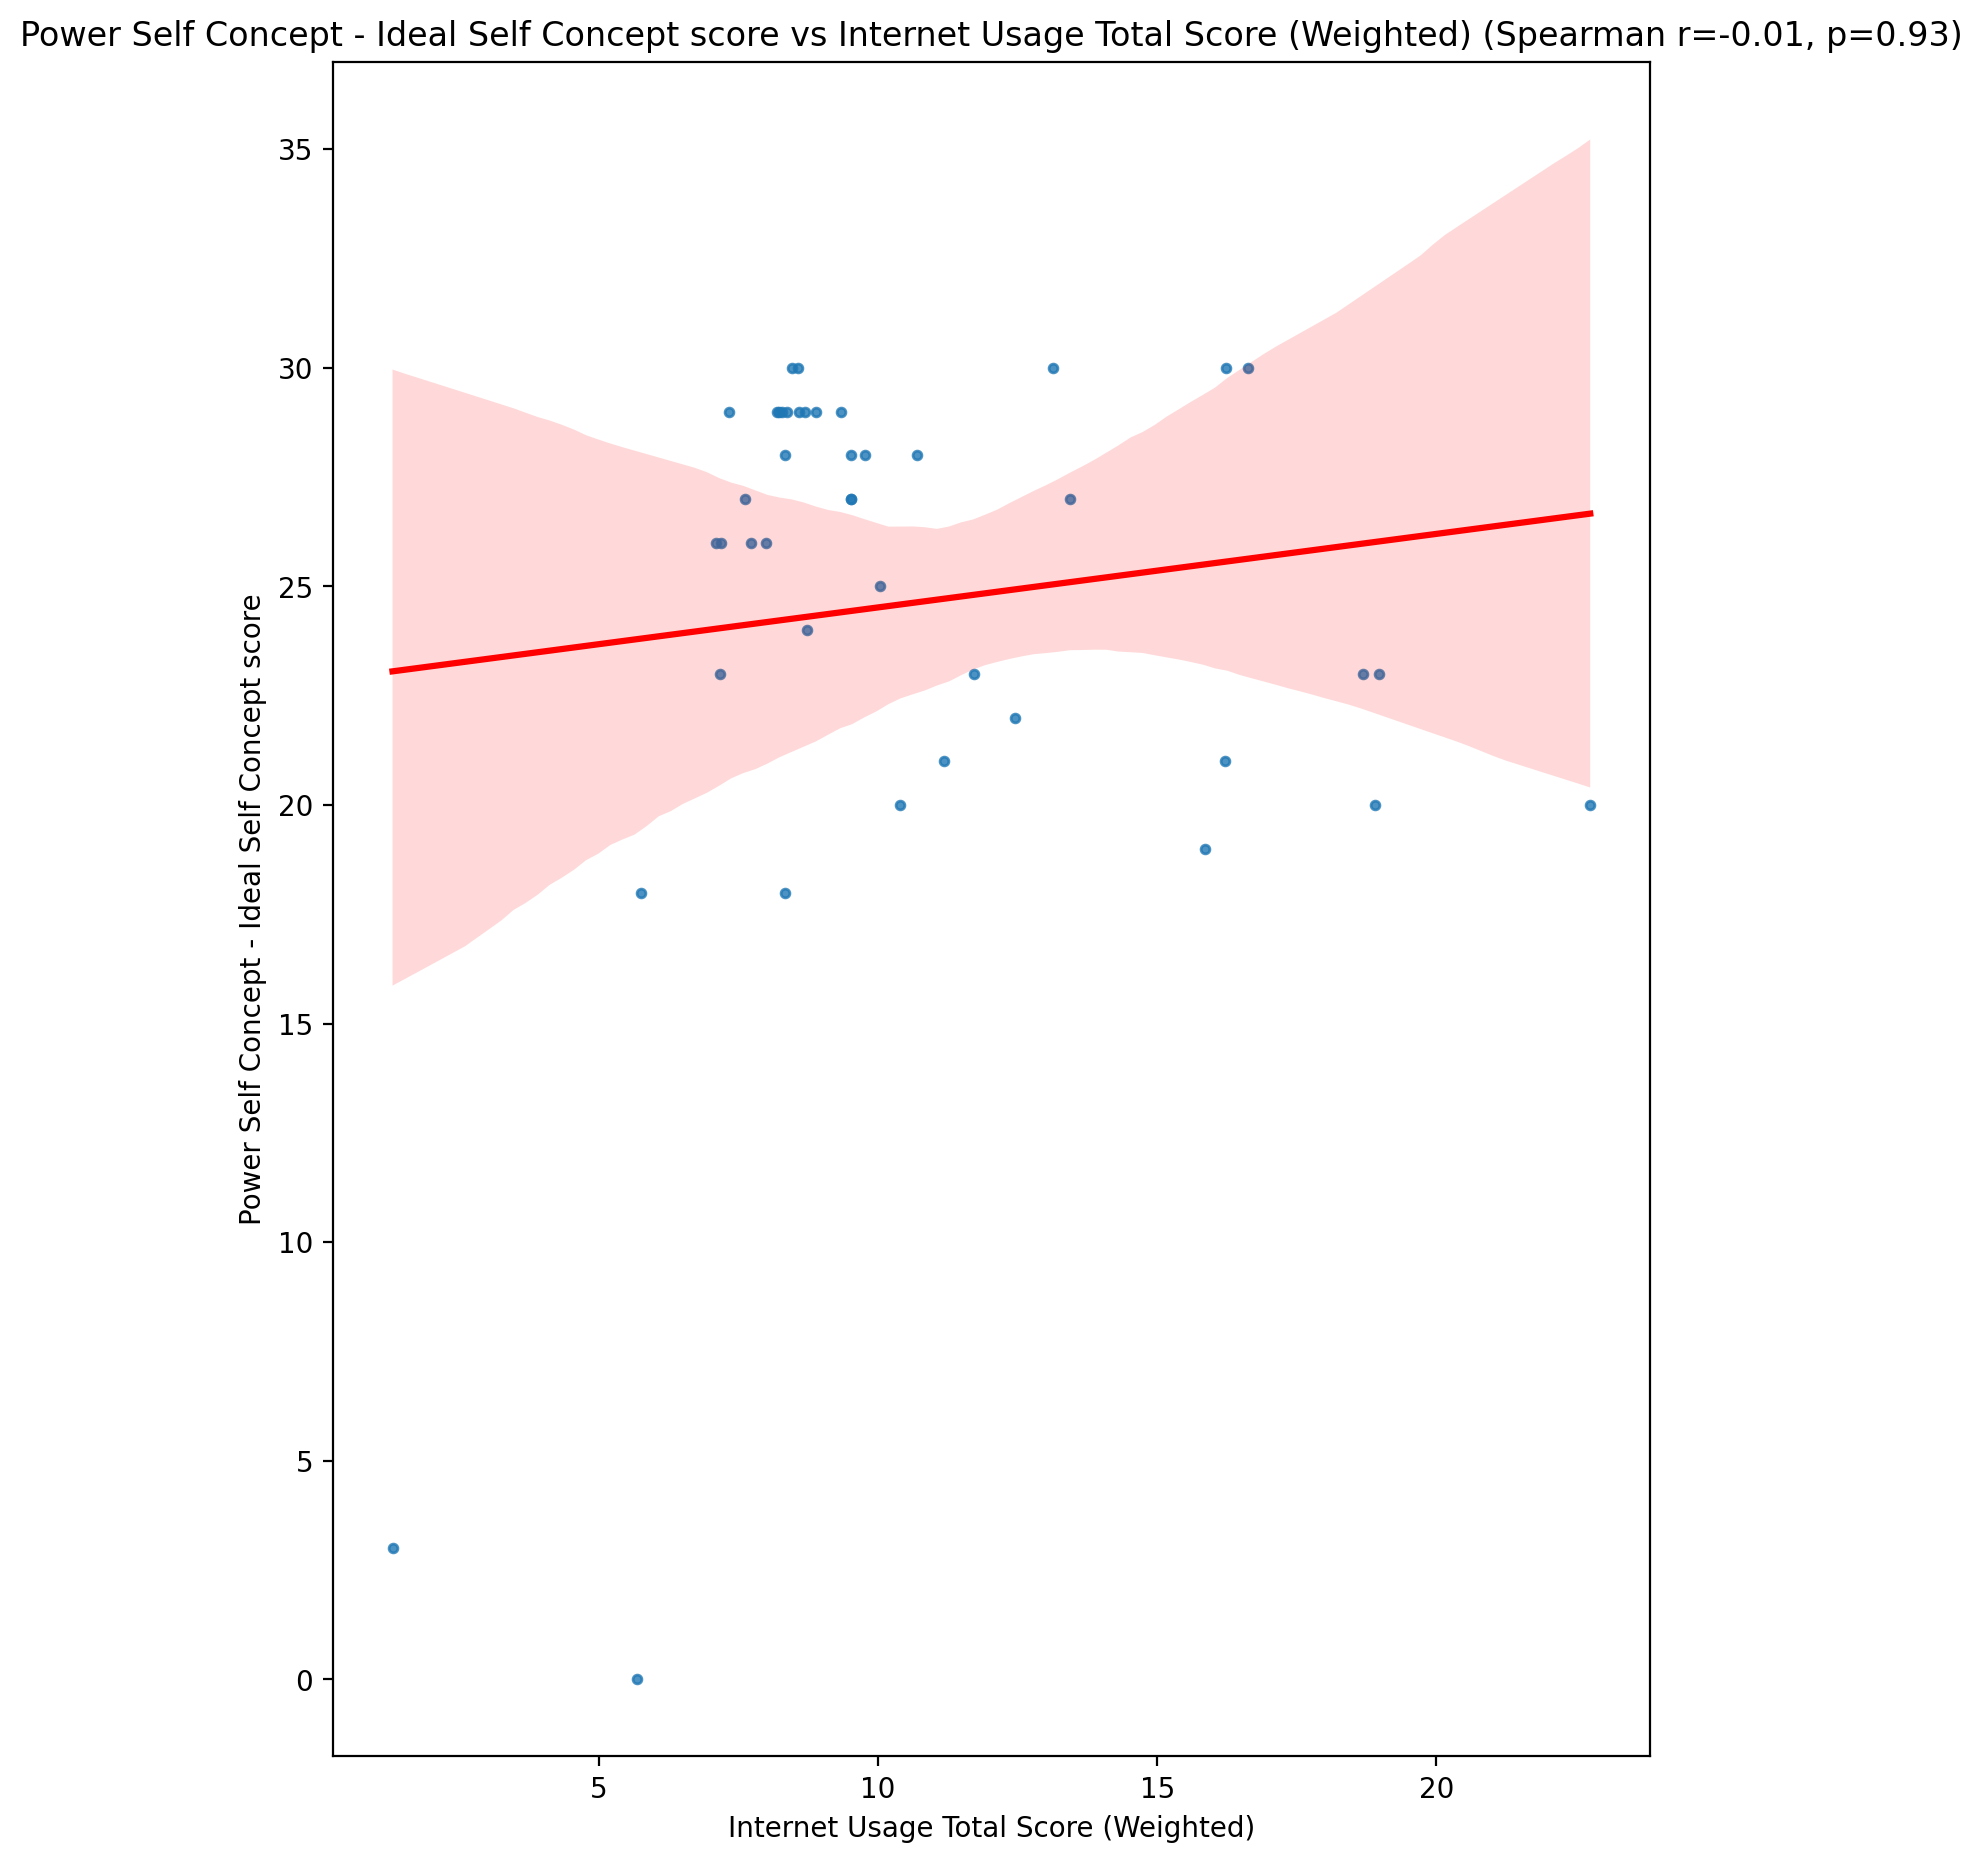 Power Self Concept - Ideal Self Concept score vs Internet Usage Total Score (Weighted) (Spearman r=-0.01, p=0.93)
Power Self Concept - Ideal Self Concept score
35
30
25
20
15
10
5
0
5 10 15 20
Internet Usage Total Score (Weighted)